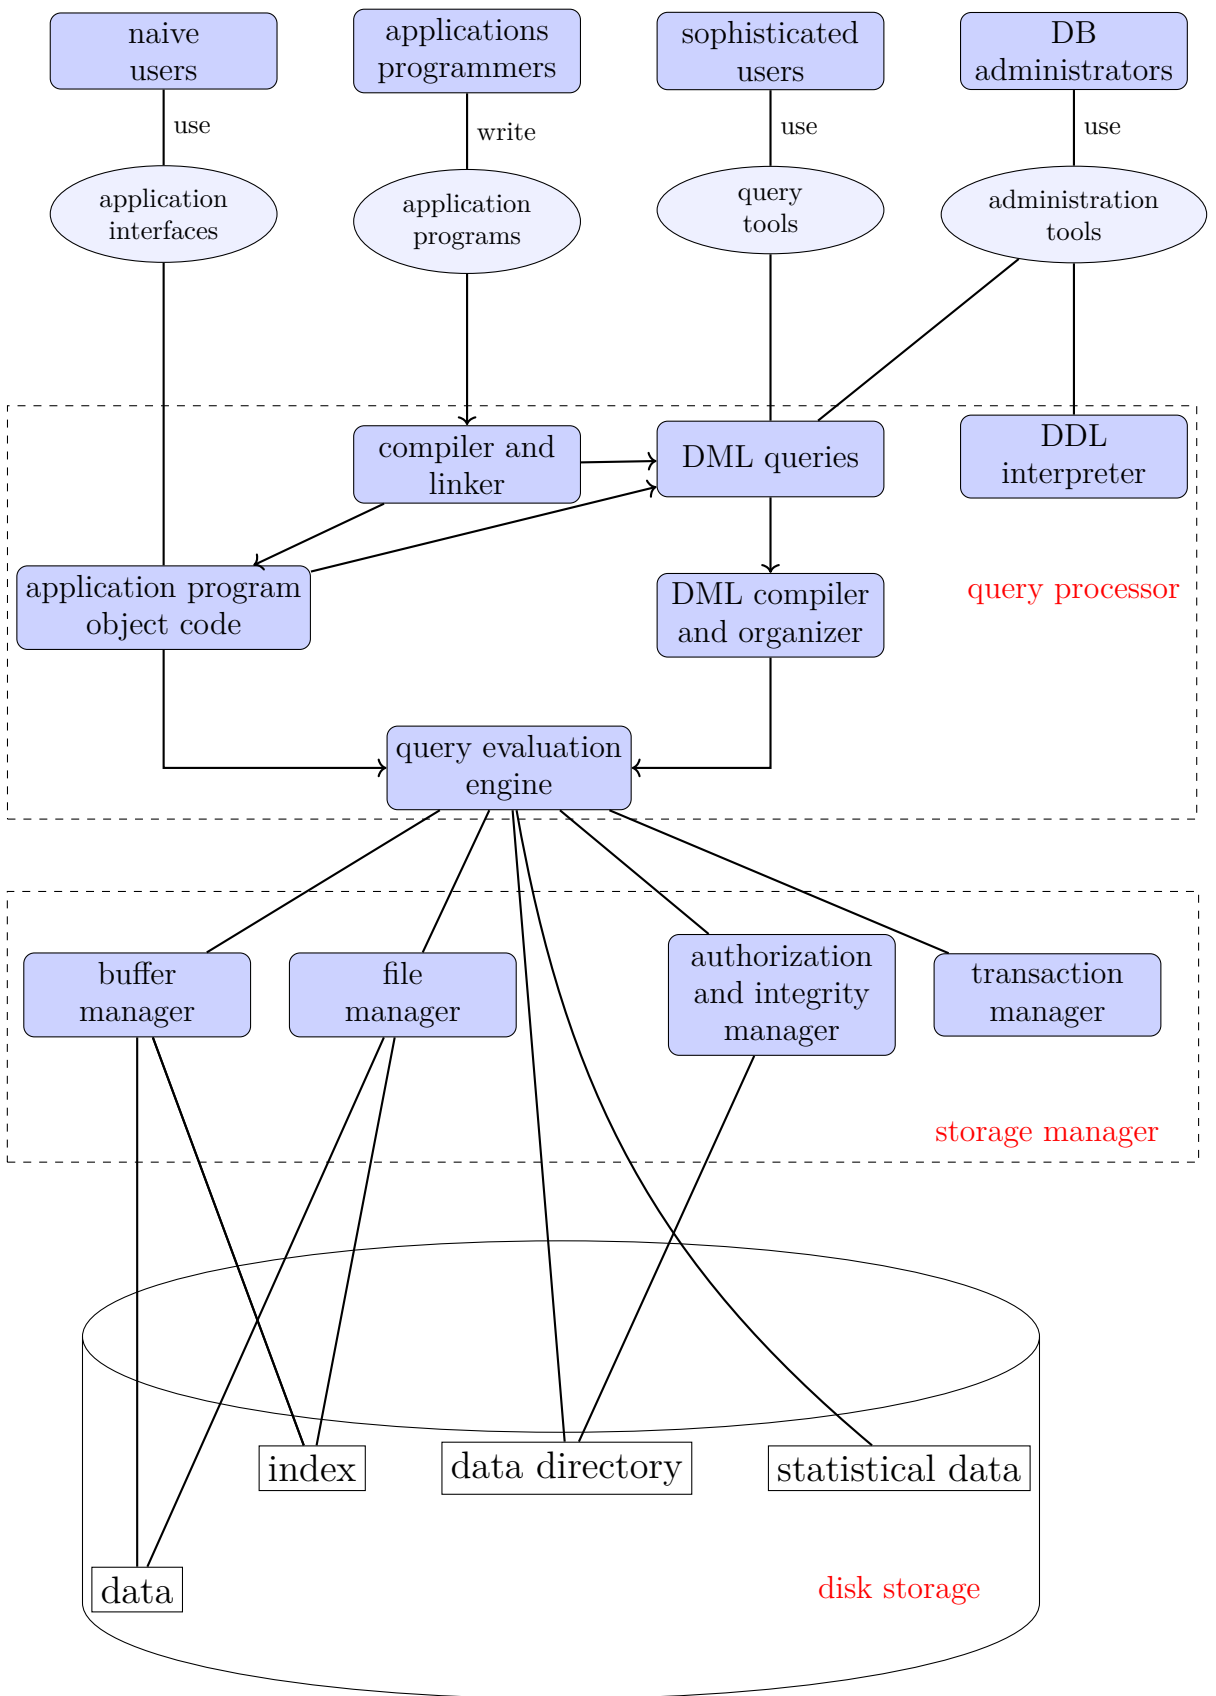 naive
users
applications
programmers
sophisticated
users
DB
administrators
use
write
use
use
application
interfaces
application
programs
query
tools
administration
tools
compiler and
linker
DML queries
DDL
interpreter
application program
object code
DML compiler
and organizer
query processor
query evaluation
engine
buffer
manager
file
manager
authorization
and integrity
manager
transaction
manager
storage manager
index
data directory
statistical data
data
disk storage